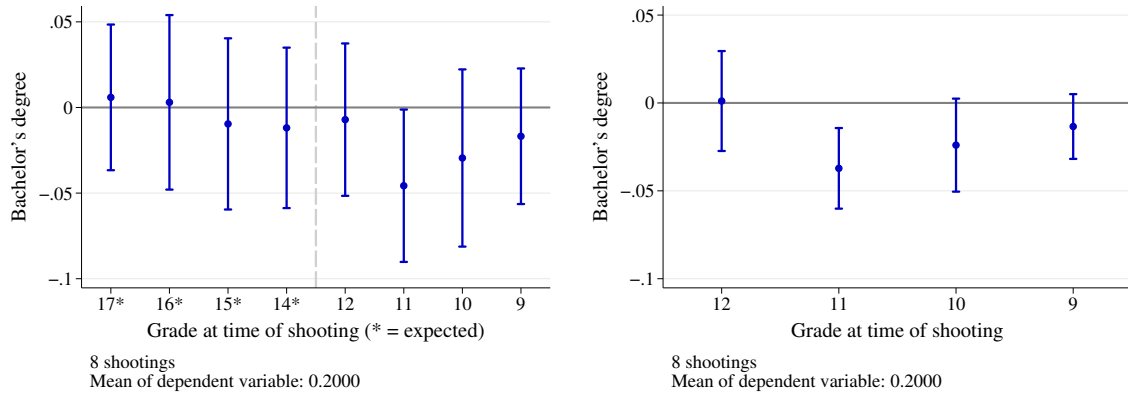 Bachelor's degree
.05
0
−.05
−.1
17* 16* 15* 14* 12 11 10 9
Grade at time of shooting (* = expected)
8 shootings
Mean of dependent variable: 0.2000
Bachelor's degree
.05
0
−.05
−.1
12 11 10 9
Grade at time of shooting
8 shootings
Mean of dependent variable: 0.2000